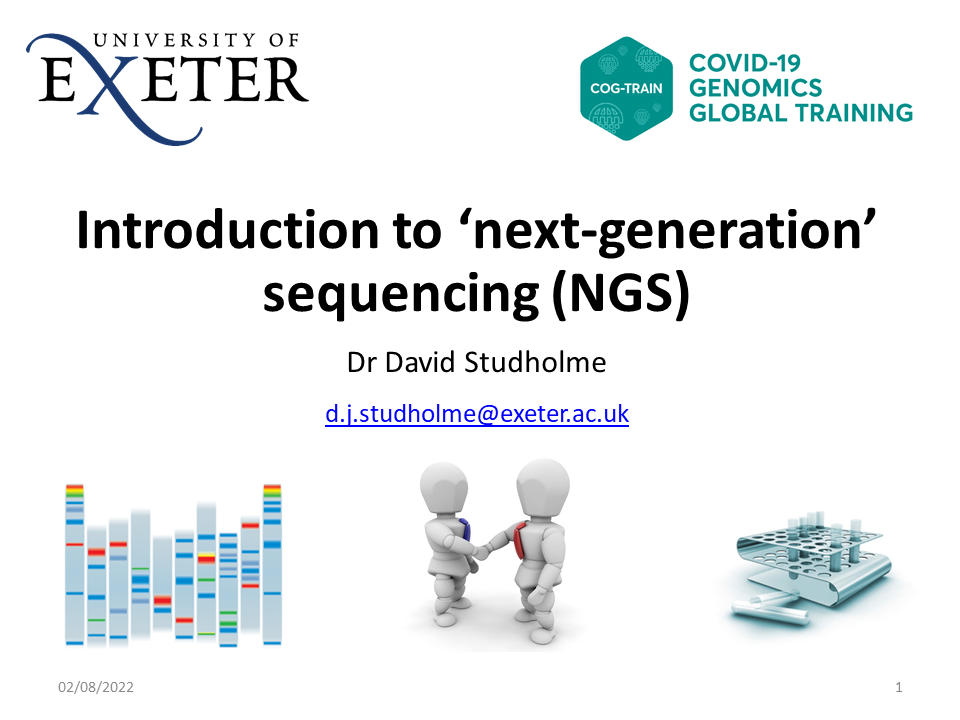 UNIVERSITY OF
EXETER
COG-TRAIN
COVID-19
GENOMICS
GLOBAL TRAINING
Introduction to ‘next-generation’
sequencing (NGS)
Dr David Studholme
d.j.studholme@exeter.ac.uk
02/08/2022
1